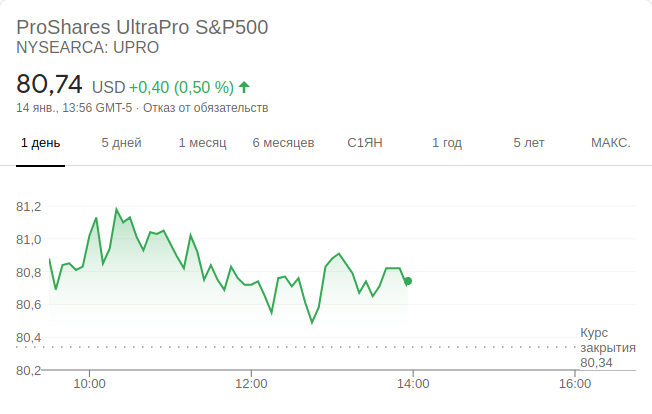 ProShares UltraPro S&P500
NYSEARCA: UPRO
80,74 USD +0,40 (0,50 %)
14 янв., 13:56 GMT-5 · Отказ от обязательств
1 день 5 дней 1 месяц 6 месяцев С1ЯН 1 год 5 лет МАКС.
81,2
81,0
80,8
80,6
80,4
Курс
закрытия
80,34
80,2
10:00 12:00 14:00 16:00